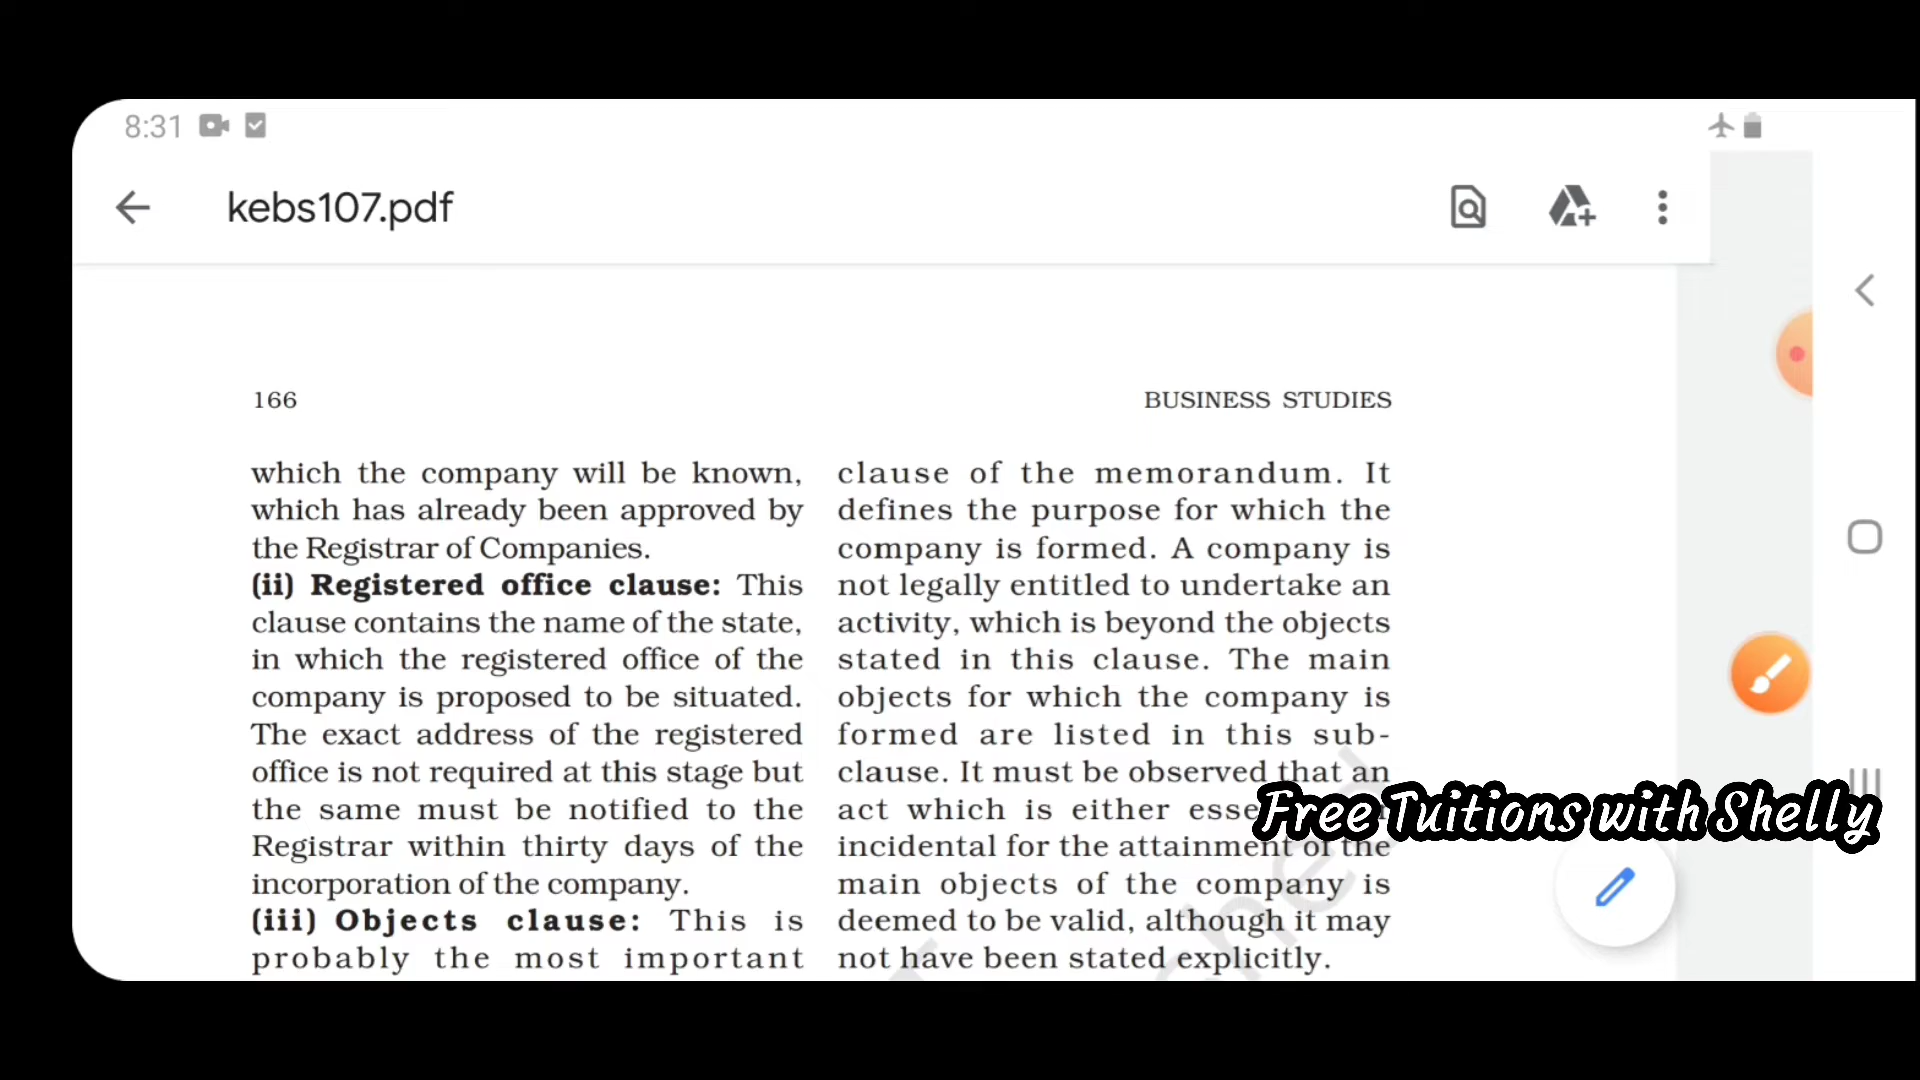 8:31
kebs107.pdf
166
BUSINESS STUDIES
which the company will be known,
which has already been approved by
the Registrar of Companies.
(ii) Registered office clause: This
clause contains the name of the state,
in which the registered office of the
company is proposed to be situated.
The exact address of the registered
office is not required at this stage but
the same must be notified to the
Registrar within thirty days of the
incorporation of the company.
(iii) Objects clause: This is
probably the most important
clause of the memorandum. It
defines the purpose for which the
company is formed. A company is
not legally entitled to undertake an
activity, which is beyond the objects
stated in this clause. The main
objects for which the company is
formed are listed in this sub-
clause. It must be observed that an
act which is either
incidental for the attainment of the
main objects of the company is
deemed to be valid, although it may
not have been stated explicitly.
Free Tuitions with Shelly